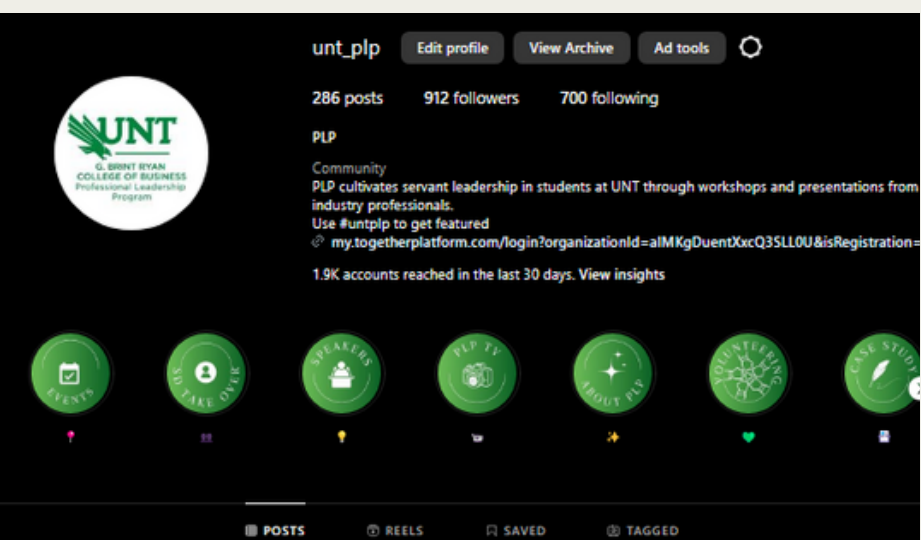 unt_plp Edit profile View Archive Ad tools
286 posts 912 followers 700 following
PLP
Community
PLP cultivates servant leadership in students at UNT through workshops and presentations from
industry professionals.
Use #untplp to get featured
my.togetherplatform.com/login?organizationId=alMKgDuentXxcQ3SLL0U&isRegistration=
1.9K accounts reached in the last 30 days. View insights
UNT
G. BRINT RYAN
COLLEGE OF BUSINESS
Professional Leadership
Program
EVENTS
SD TAKE OVER
SPEAKERS
PLP TV
ABOUT PLP
VOLUNTEERING
CASE STUDY
POSTS REELS SAVED TAGGED